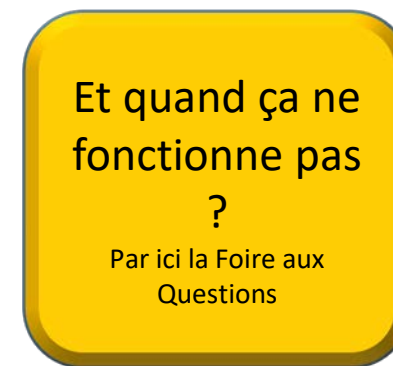 Et quand ça ne
fonctionne pas
?
Par ici la Foire aux
Questions